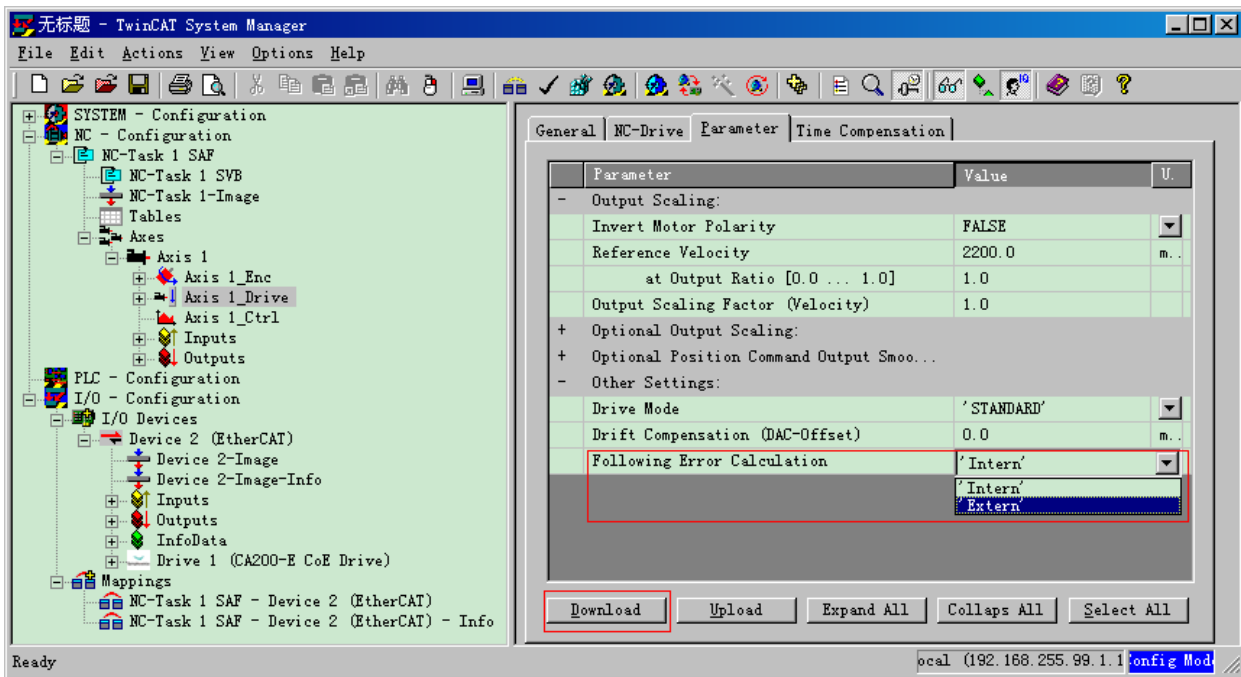 无标题 - TwinCAT System Manager
File Edit Actions View Options Help
SYSTEM - Configuration
NC - Configuration
NC-Task 1 SAF
NC-Task 1 SVB
NC-Task 1-Image
Tables
Axes
Axis 1
Axis 1_Enc
Axis 1_Drive
Axis 1_Ctrl
Inputs
Outputs
PLC - Configuration
I/O - Configuration
I/O Devices
Device 2 (EtherCAT)
Device 2-Image
Device 2-Image-Info
Inputs
Outputs
InfoData
Drive 1 (CA200-E CoE Drive)
Mappings
NC-Task 1 SAF - Device 2 (EtherCAT)
NC-Task 1 SAF - Device 2 (EtherCAT) - Info
General NC-Drive Parameter Time Compensation
Parameter Value U.
- Output Scaling:
Invert Motor Polarity FALSE
Reference Velocity 2200.0 m..
at Output Ratio [0.0 ... 1.0] 1.0
Output Scaling Factor (Velocity) 1.0
+ Optional Output Scaling:
+ Optional Position Command Output Smoo...
- Other Settings:
Drive Mode 'STANDARD'
Drift Compensation (DAC-Offset) 0.0 m..
Following Error Calculation 'Intern'
'Intern'
'Extern'
Download Upload Expand All Collaps All Select All
Ready ocal (192.168.255.99.1.1 onfig Mod